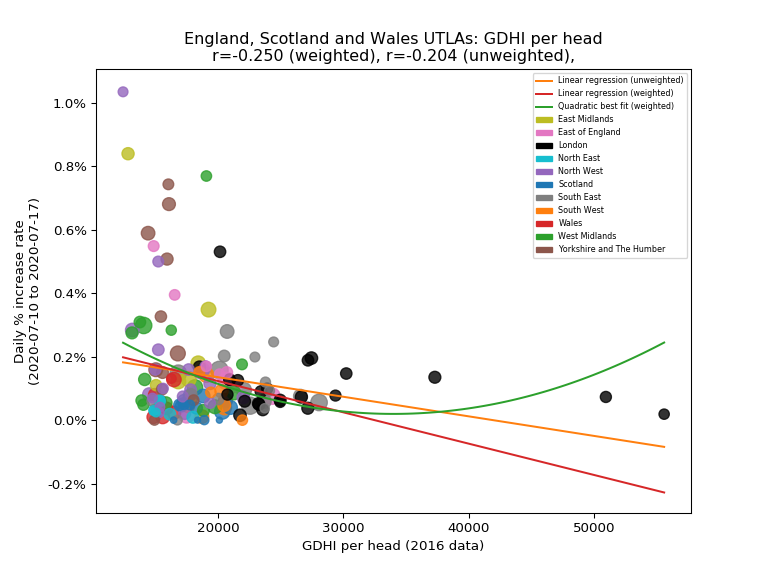 England, Scotland and Wales UTLAs: GDHI per head
r=-0.250 (weighted), r=-0.204 (unweighted),
Daily % increase rate
(2020-07-10 to 2020-07-17)
1.0%
0.8%
0.6%
0.4%
0.2%
0.0%
-0.2%
Linear regression (unweighted)
Linear regression (weighted)
Quadratic best fit (weighted)
East Midlands
East of England
London
North East
North West
Scotland
South East
South West
Wales
West Midlands
Yorkshire and The Humber
20000 30000 40000 50000
GDHI per head (2016 data)